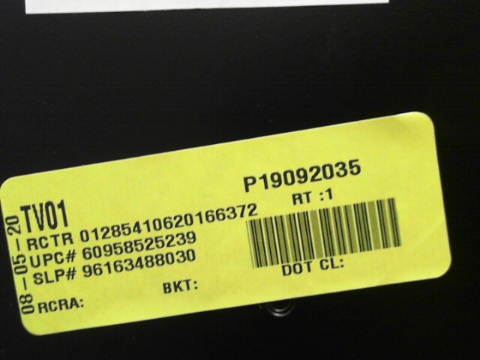 08-05-20
TV01
P19092035
RCTR 01285410620166372
RT :1
UPC# 60958525239
SLP# 96163488030
DOT CL:
BKT:
RCRA: